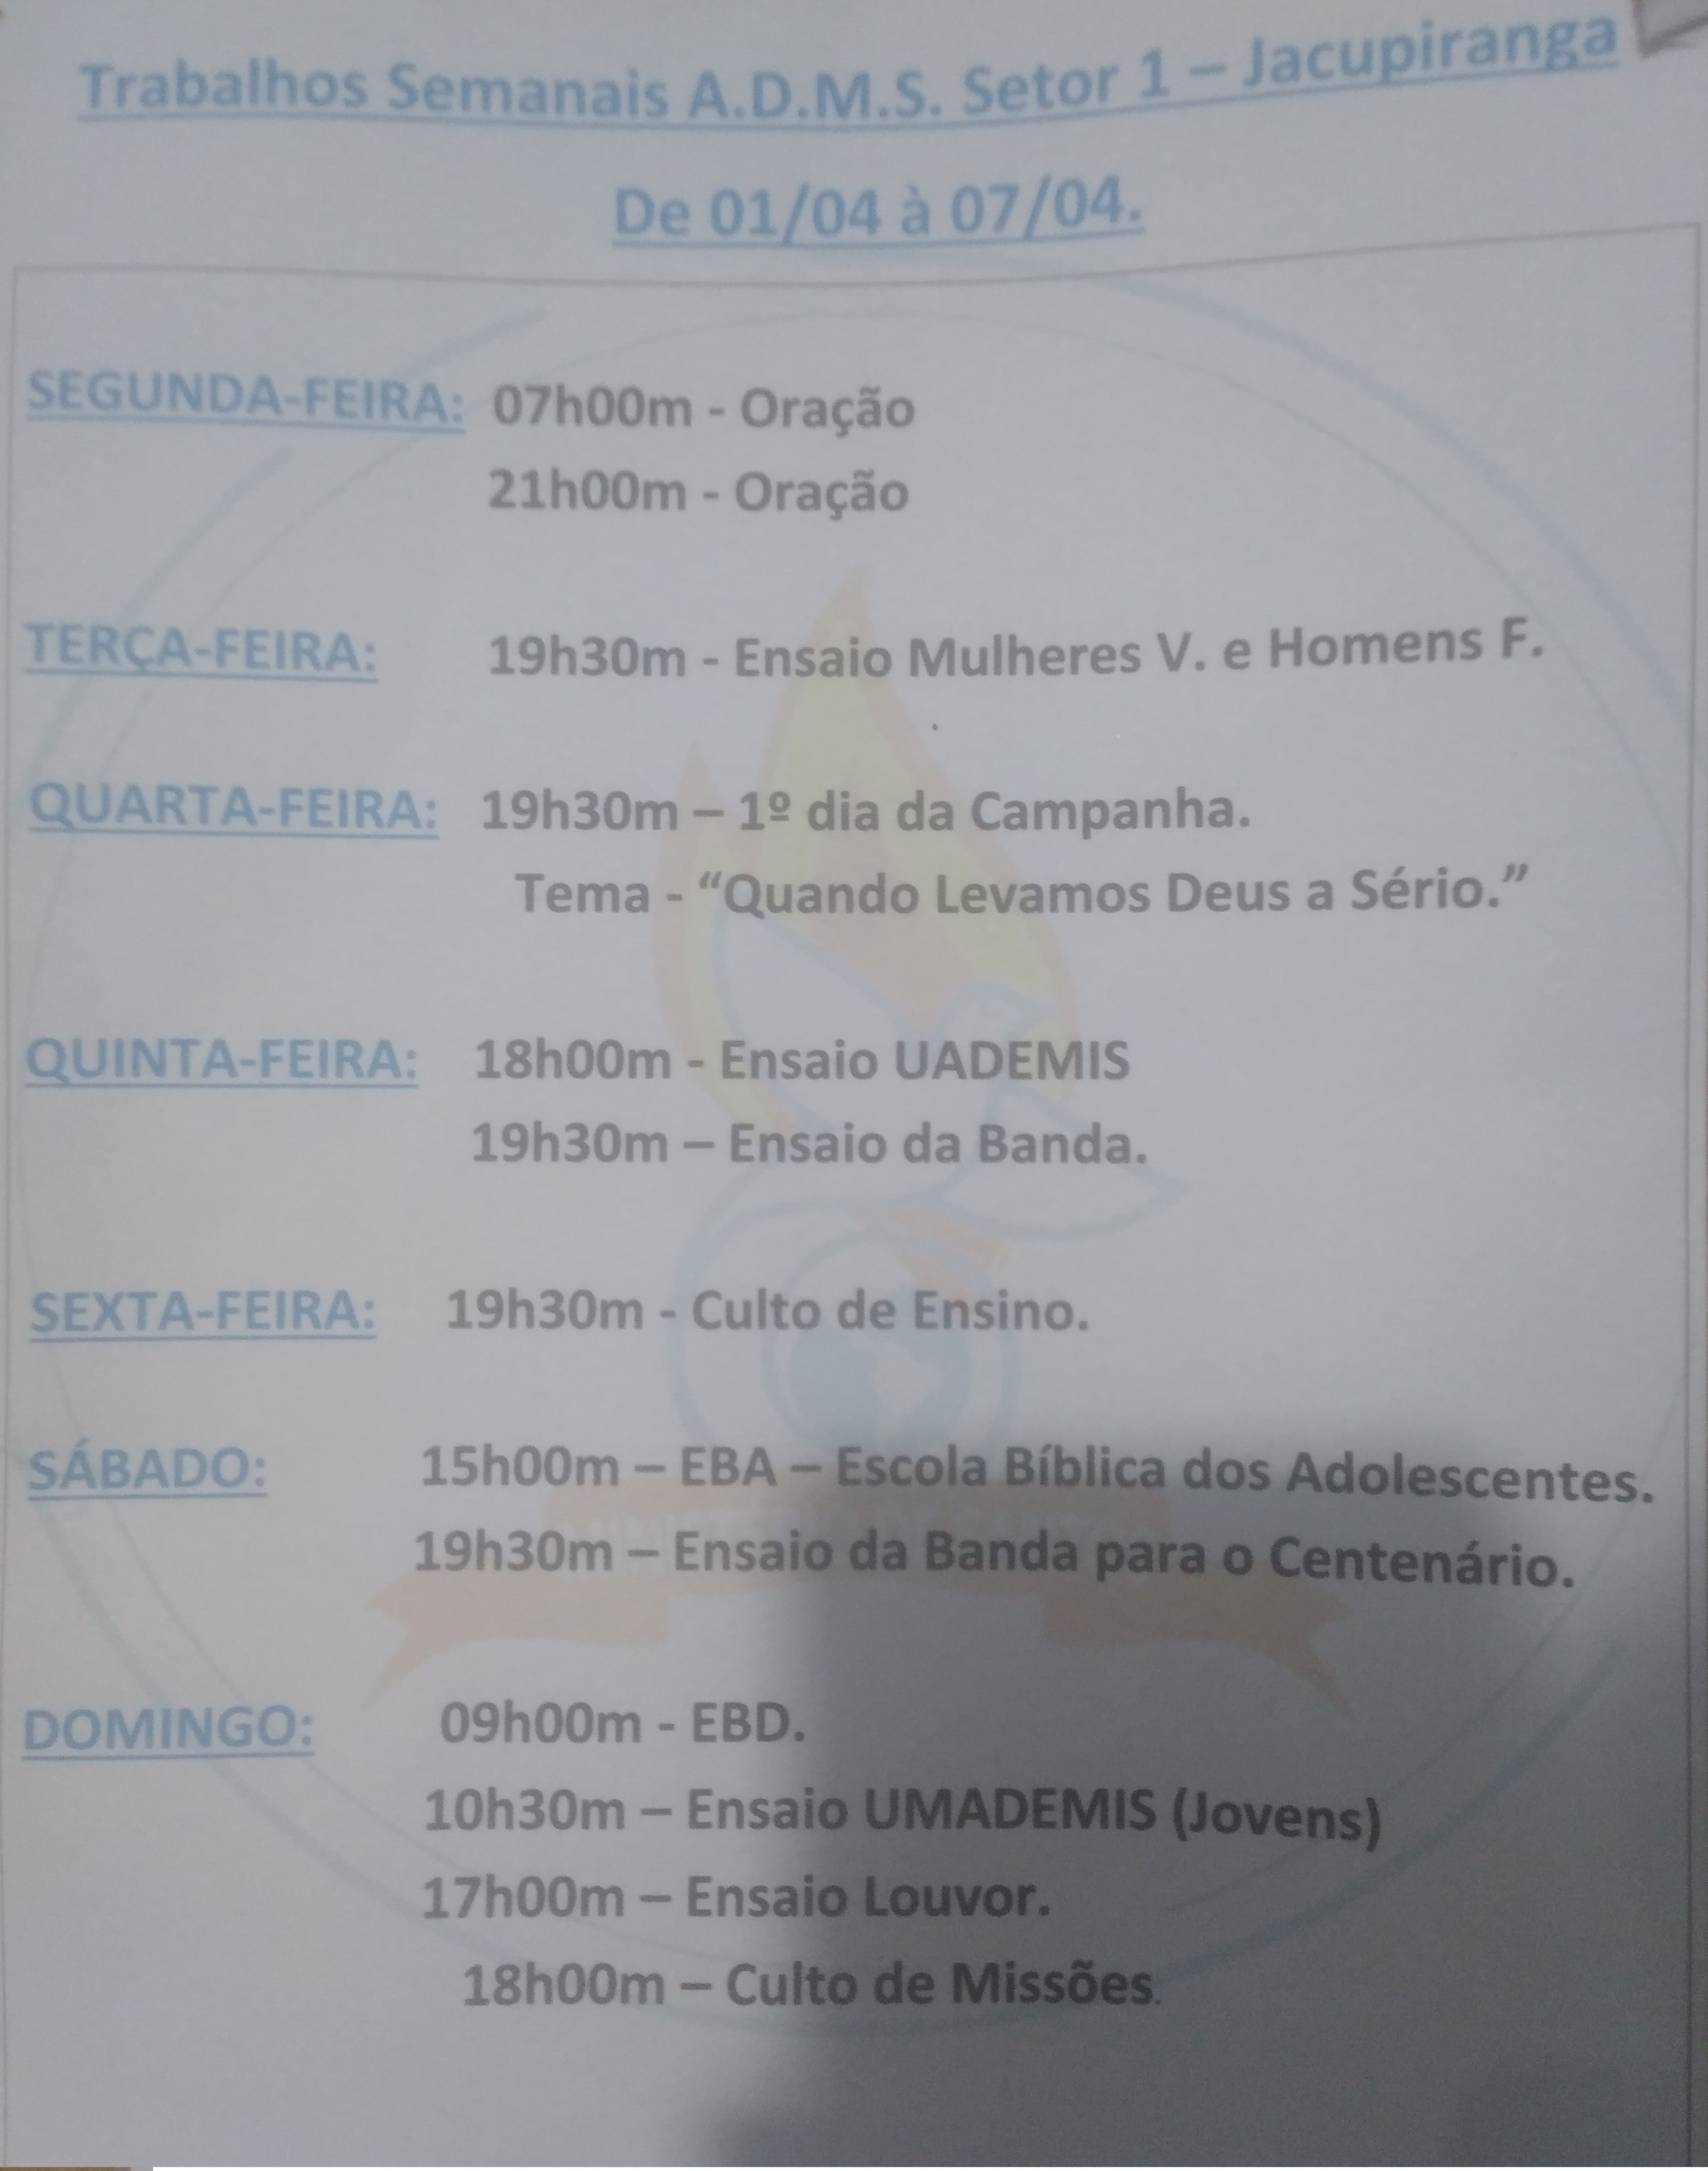 Trabalhos Semanais A.D.M.S. Setor 1 – Jacupiranga
De 01/04 à 07/04.
SEGUNDA-FEIRA: 07h00m - Oração
21h00m - Oração
TERÇA-FEIRA: 19h30m - Ensaio Mulheres V. e Homens F.
QUARTA-FEIRA: 19h30m – 1º dia da Campanha.
Tema - “Quando Levamos Deus a Sério.”
QUINTA-FEIRA: 18h00m - Ensaio UADEMIS
19h30m – Ensaio da Banda.
SEXTA-FEIRA: 19h30m - Culto de Ensino.
SÁBADO: 15h00m – EBA – Escola Bíblica dos Adolescentes.
19h30m – Ensaio da Banda para o Centenário.
DOMINGO: 09h00m - EBD.
10h30m – Ensaio UMADEMIS (Jovens)
17h00m – Ensaio Louvor.
18h00m – Culto de Missões.